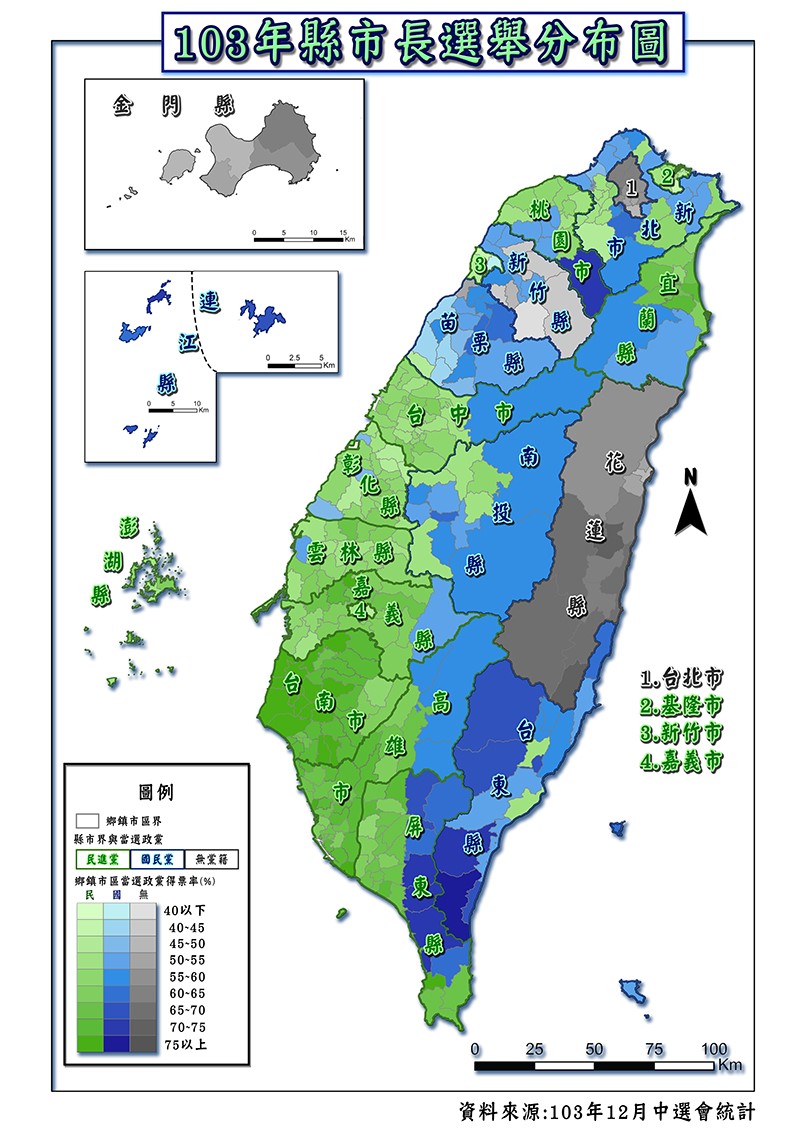 103年縣市長選舉分布圖
金門縣
0 5 10 15 Km
連江縣
0 2.5 5 Km
0 5 10 Km
1
2
新北市
桃園市
3
新竹縣
宜蘭縣
苗栗縣
台中市
南投縣
花蓮縣
彰化縣
雲林縣
嘉義縣
4
澎湖縣
台南市
高雄市
台東縣
屏東縣
N
1.台北市
2.基隆市
3.新竹市
4.嘉義市
圖例
鄉鎮市區界
縣市界與當選政黨
民進黨 國民黨 無黨籍
鄉鎮市區當選政黨得票率(%)
民 國 無
40以下
40~45
45~50
50~55
55~60
60~65
65~70
70~75
75以上
0 25 50 75 100 Km
資料來源:103年12月中選會統計